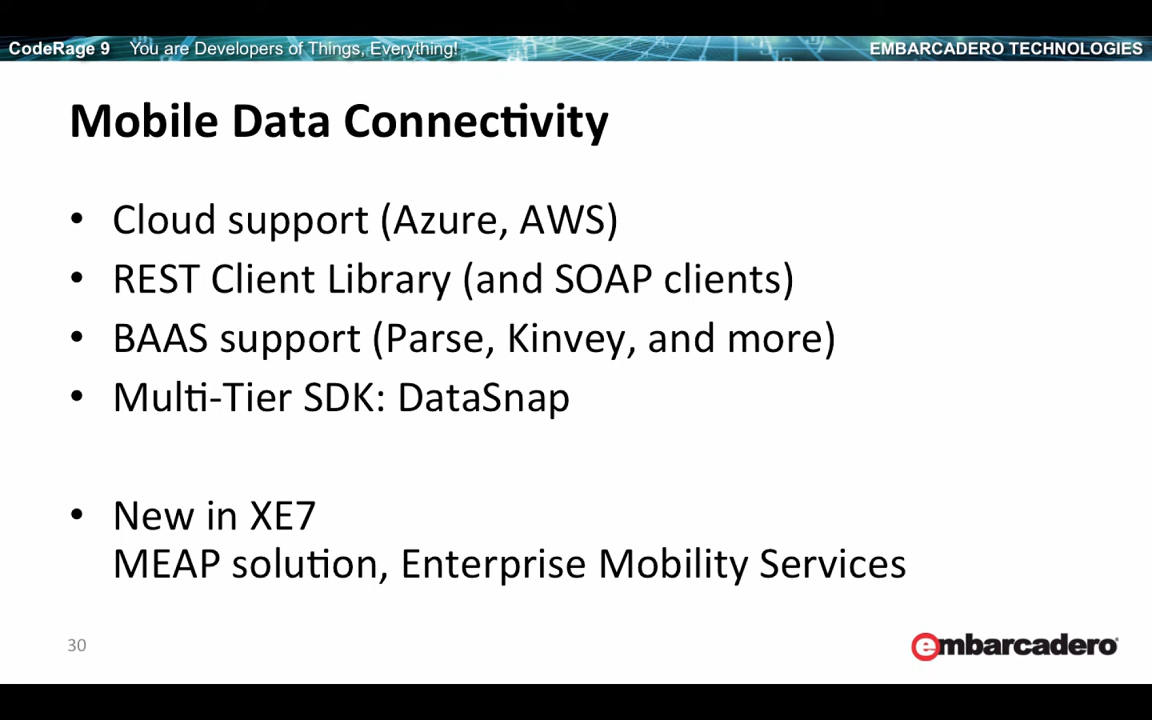 CodeRage 9 You are Developers of Things, Everything! EMBARCADERO TECHNOLOGIES
Mobile Data Connectivity
• Cloud support (Azure, AWS)
• REST Client Library (and SOAP clients)
• BAAS support (Parse, Kinvey, and more)
• Multi-Tier SDK: DataSnap
• New in XE7
MEAP solution, Enterprise Mobility Services
30
embarcadero